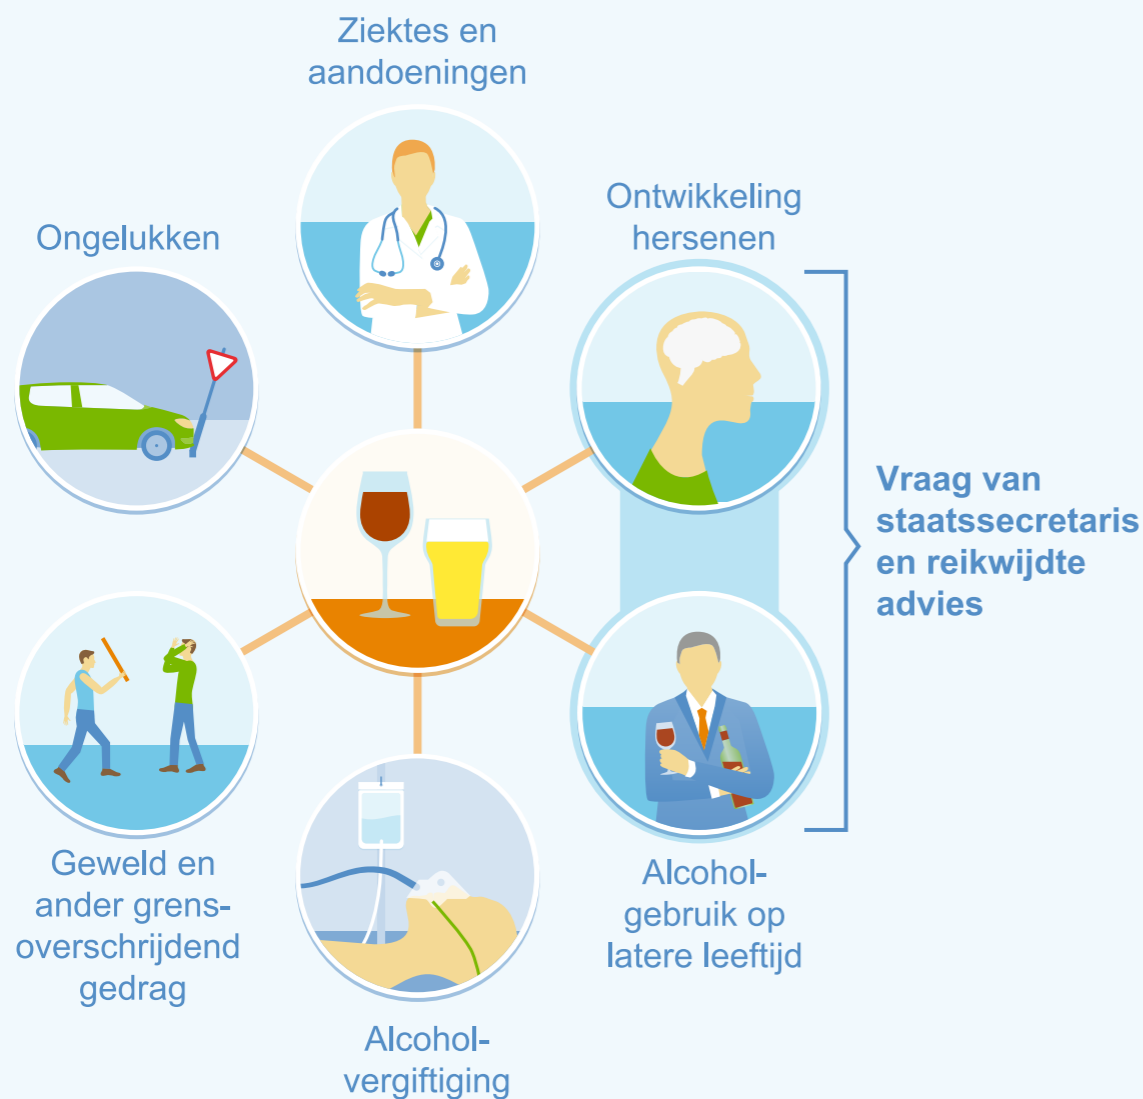 Ziektes en
aandoeningen
Ongelukken
Ontwikkeling
hersenen
Vraag van
staatssecretaris
en reikwijdte
advies
Geweld en
ander grens-
overschrijdend
gedrag
Alcohol-
vergiftiging
Alcohol-
gebruik op
latere leeftijd